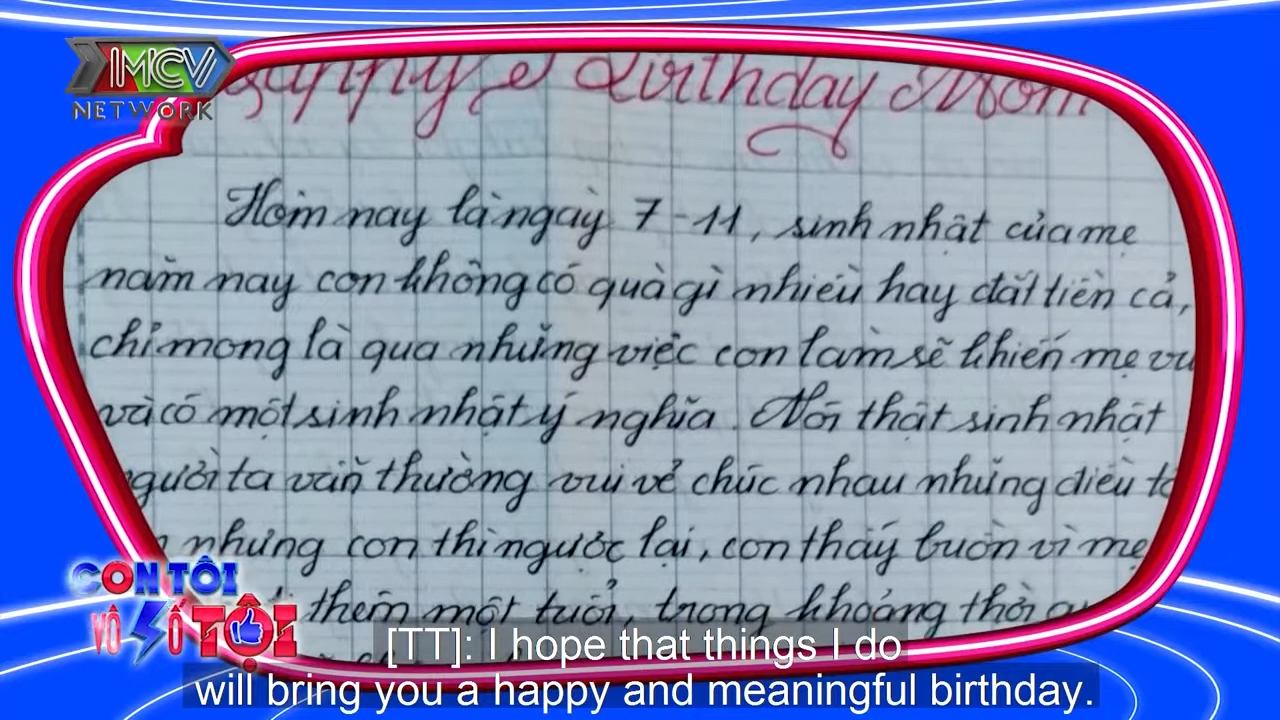 MCV
NETWORK
Happy Birthday Mom
Hôm nay là ngày 7-11, sinh nhật của mẹ
năm nay con không có quà gì nhiều hay đắt tiền cả,
chỉ mong là qua những việc con làm sẽ khiến mẹ vu
và có một sinh nhật ý nghĩa. Nói thật sinh nhật
người ta vẫn thường vui vẻ chúc nhau những điều
nhưng con thì ngược lại, con thấy buồn vì mẹ
thêm một tuổi, trong khoảng thời
CON TÔI
VÔ SỐ TỘI
[TT]: I hope that things I do
will bring you a happy and meaningful birthday.